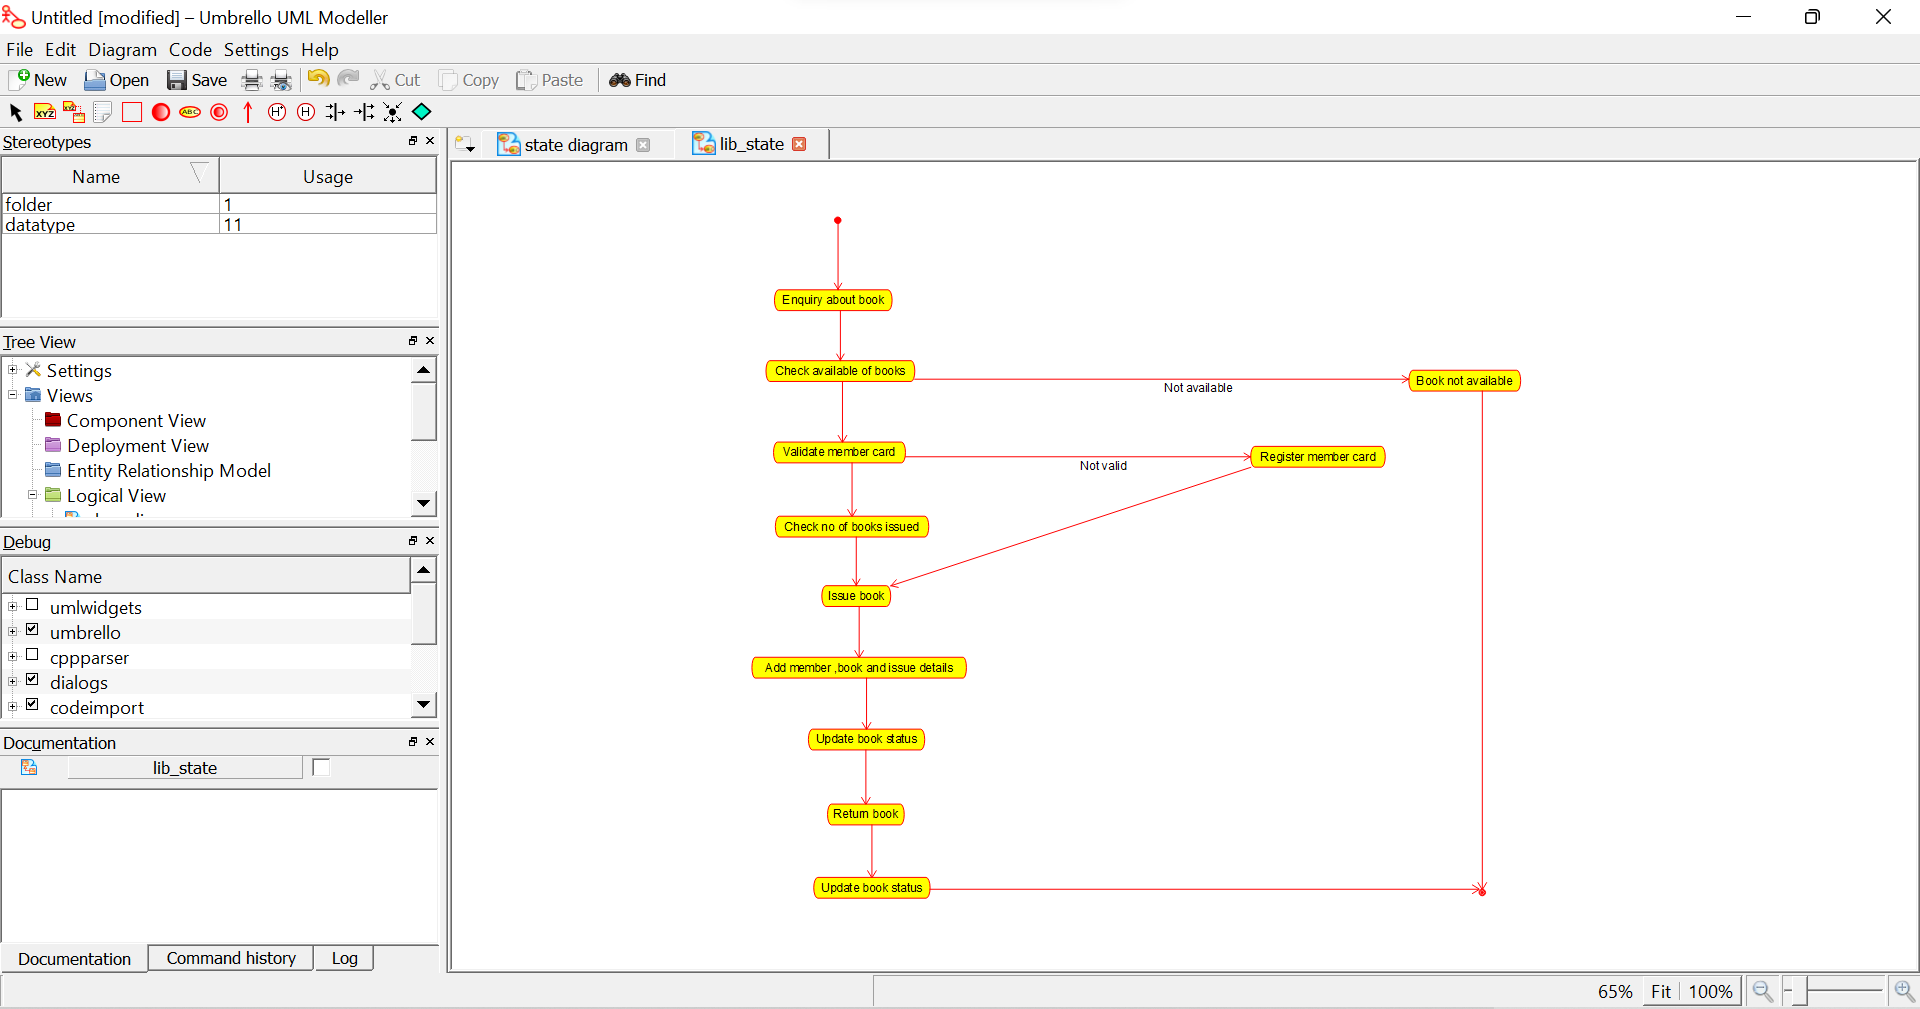 Untitled [modified] – Umbrello UML Modeller
File Edit Diagram Code Settings Help
New Open Save Cut Copy Paste Find
XYZ XYZ ABC H* H
Stereotypes
Name Usage
folder 1
datatype 11
Tree View
Settings
Views
Component View
Deployment View
Entity Relationship Model
Logical View
Debug
Class Name
umlwidgets
umbrello
cppparser
dialogs
codeimport
Documentation
lib_state
Documentation Command history Log
state diagram lib_state
Enquiry about book
Check available of books
Not available
Book not available
Validate member card
Not valid
Register member card
Check no of books issued
Issue book
Add member ,book and issue details
Update book status
Return book
Update book status
65% Fit 100%